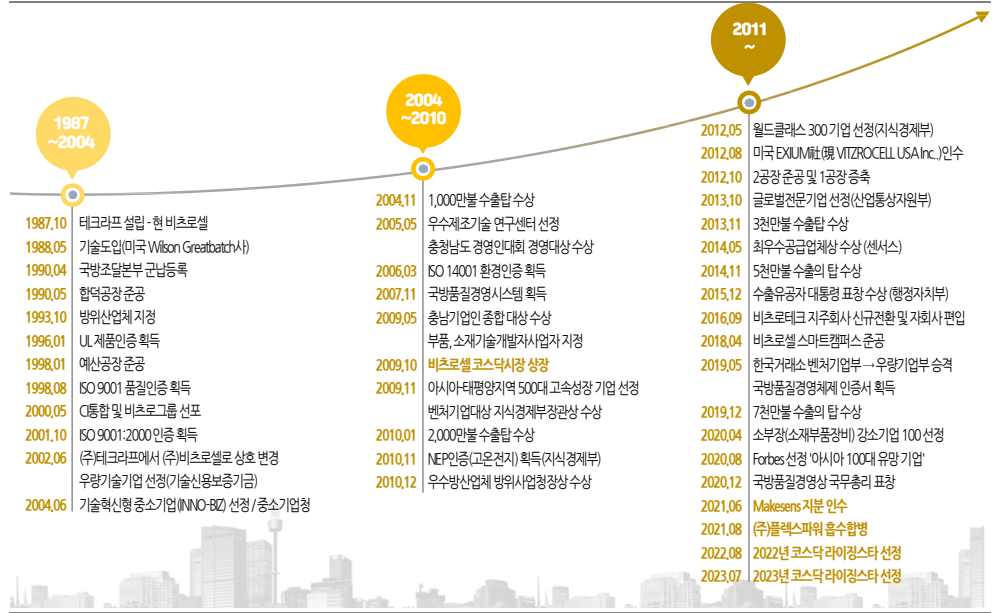 1987
~2004
1987.10 테크라프 설립 - 현 비츠로셀
1988.05 기술도입(미국 Wilson Greatbatch사)
1990.04 국방조달본부 군납등록
1990.05 합덕공장 준공
1993.10 방위산업체 지정
1996.01 UL 제품인증 획득
1998.01 예산공장 준공
1998.08 ISO 9001 품질인증 획득
2000.05 CI통합 및 비츠로그룹 선포
2001.10 ISO 9001:2000 인증 획득
2002.06 (주)테크라프에서 (주)비츠로셀로 상호 변경
우량기술기업 선정(기술신용보증기금)
2004.06 기술혁신형 중소기업(INNO-BIZ) 선정 / 중소기업청
2004
~2010
2004.11 1,000만불 수출탑 수상
2005.05 우수제조기술 연구센터 선정
충청남도 경영인대회 경영대상 수상
2006.03 ISO 14001 환경인증 획득
2007.11 국방품질경영시스템 획득
2009.05 충남기업인 종합 대상 수상
부품, 소재기술개발자사업자 지정
2009.10 비츠로셀 코스닥시장 상장
2009.11 아시아-태평양지역 500대 고속성장 기업 선정
벤처기업대상 지식경제부장관상 수상
2010.01 2,000만불 수출탑 수상
2010.11 NEP인증(고온전지) 획득(지식경제부)
2010.12 우수방산업체 방위사업청장상 수상
2011
~
2012.05 월드클래스 300 기업 선정(지식경제부)
2012.08 미국 EXIUM社(現 VITZROCELL USA Inc.,)인수
2012.10 2공장 준공 및 1공장 증축
2013.10 글로벌전문기업 선정(산업통상자원부)
2013.11 3천만불 수출탑 수상
2014.05 최우수공급업체상 수상 (센서스)
2014.11 5천만불 수출의 탑 수상
2015.12 수출유공자 대통령 표창 수상 (행정자치부)
2016.09 비츠로테크 지주회사 신규전환 및 자회사 편입
2018.04 비츠로셀 스마트캠퍼스 준공
2019.05 한국거래소 벤처기업부 → 우량기업부 승격
국방품질경영체제 인증서 획득
2019.12 7천만불 수출의 탑 수상
2020.04 소부장(소재부품장비) 강소기업 100 선정
2020.08 Forbes 선정 '아시아 100대 유망 기업'
2020.12 국방품질경영상 국무총리 표창
2021.06 Makesens 지분 인수
2021.08 (주)플렉스파워 흡수합병
2022.08 2022년 코스닥 라이징스타 선정
2023.07 2023년 코스닥 라이징스타 선정